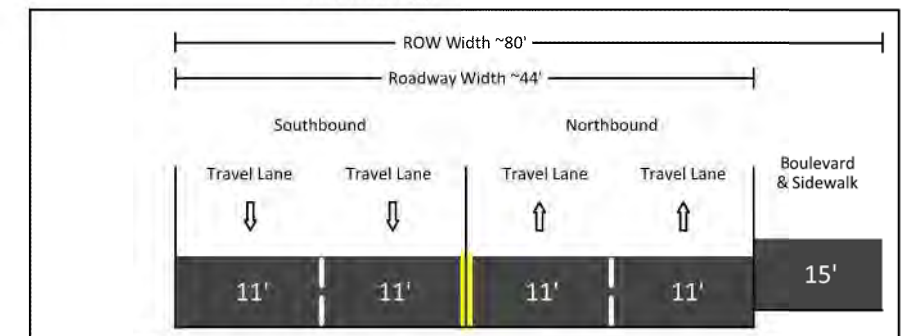 ROW Width ~80'
Roadway Width ~44'
Southbound Northbound
Travel Lane Travel Lane Travel Lane Travel Lane Boulevard
& Sidewalk
11' 11' 11' 11' 15'